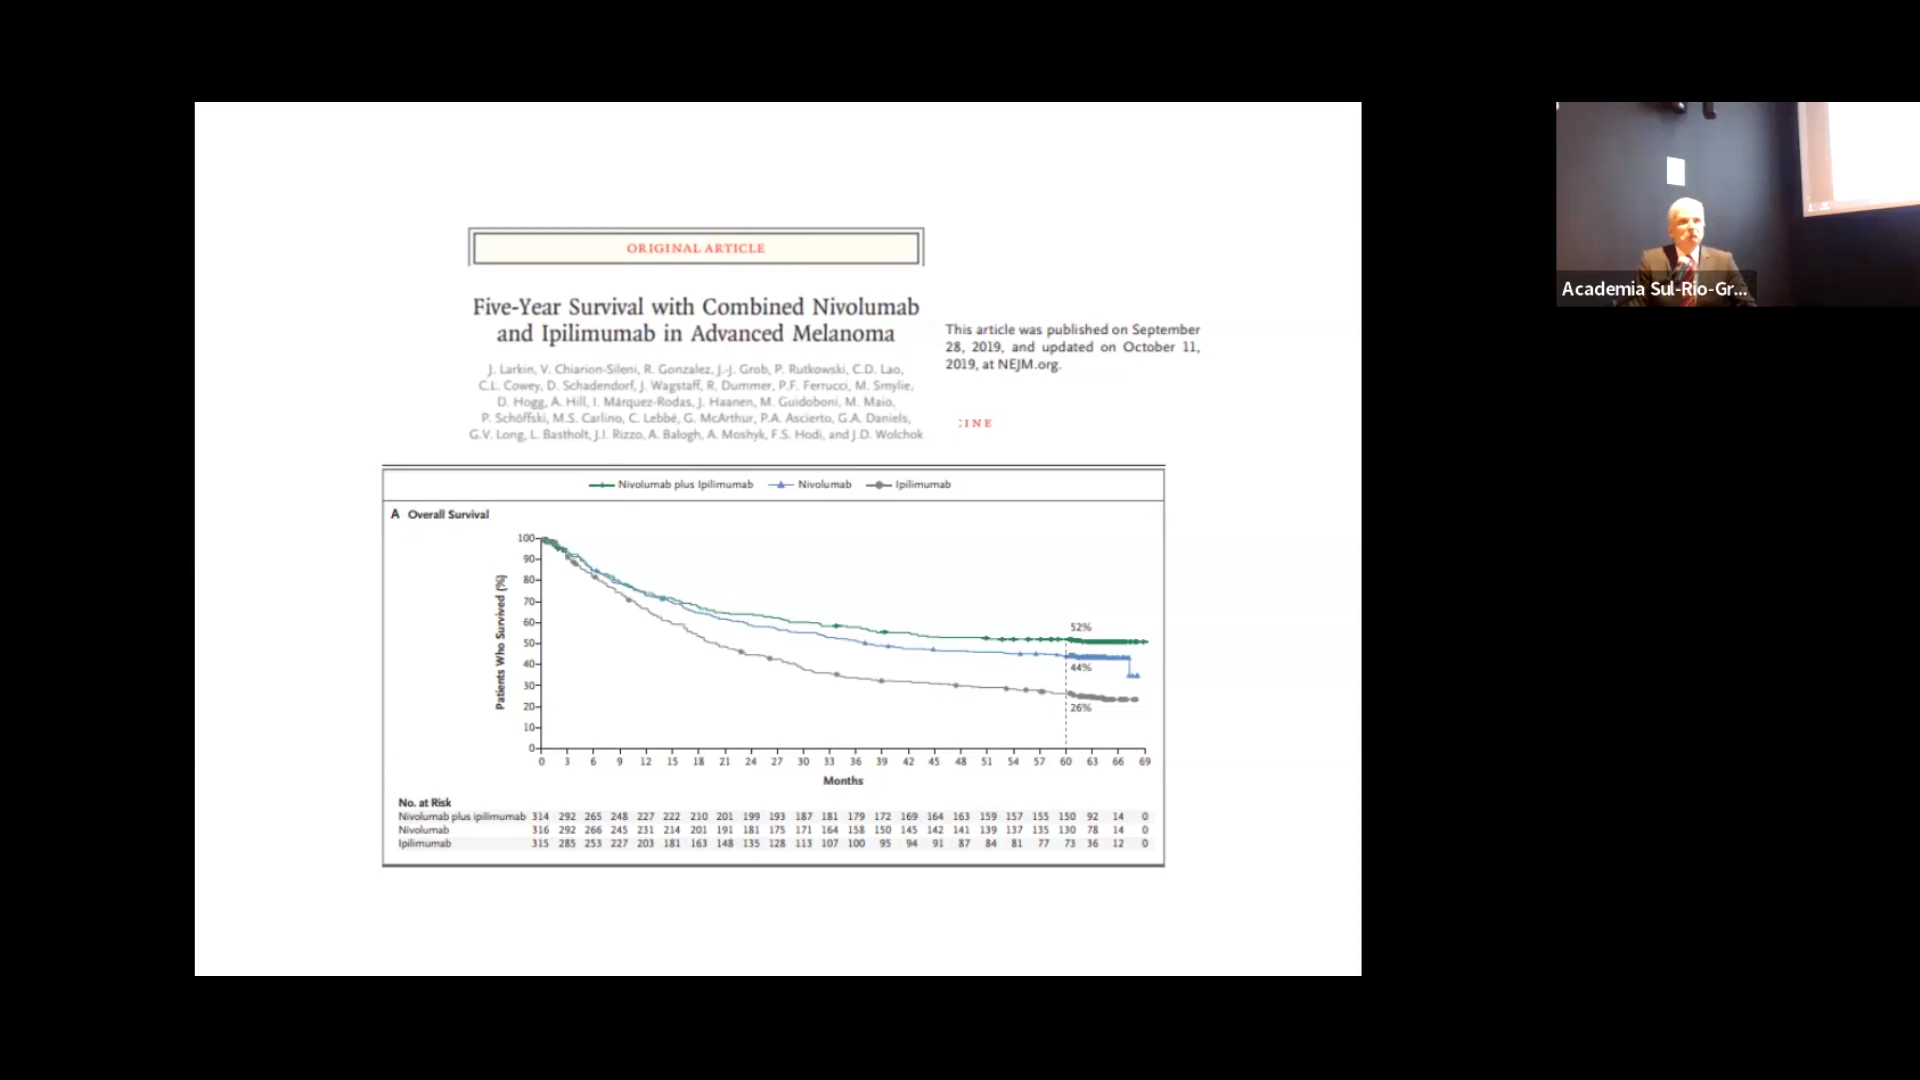 ORIGINAL ARTICLE
Five-Year Survival with Combined Nivolumab
and Ipilimumab in Advanced Melanoma
J. Larkin, V. Chiarion-Sileni, R. Gonzalez, J.-J. Grob, P. Rutkowski, C.D. Lao,
C.L. Cowey, D. Schadendorf, J. Wagstaff, R. Dummer, P.F. Ferrucci, M. Smylie,
D. Hogg, A. Hill, I. Márquez-Rodas, J. Haanen, M. Guidoboni, M. Maio,
P. Schöffski, M.S. Carlino, C. Lebbé, G. McArthur, P.A. Ascierto, G.A. Daniels,
G.V. Long, L. Bastholt, J.I. Rizzo, A. Balogh, A. Moshyk, F.S. Hodi, and J.D. Wolchok
This article was published on September
28, 2019, and updated on October 11,
2019, at NEJM.org.
CINE
Nivolumab plus Ipilimumab Nivolumab Ipilimumab
A Overall Survival
Patients Who Survived (%)
100
90
80
70
60
50
40
30
20
10
0
52%
44%
26%
0 3 6 9 12 15 18 21 24 27 30 33 36 39 42 45 48 51 54 57 60 63 66 69
Months
No. at Risk
Nivolumab plus ipilimumab 314 292 265 248 227 222 210 201 199 193 187 181 179 172 169 164 163 159 157 155 150 92 14 0
Nivolumab 316 292 266 245 231 214 201 191 181 175 171 164 158 150 145 142 141 139 137 135 130 78 14 0
Ipilimumab 315 285 253 227 203 181 163 148 135 128 113 107 100 95 94 91 87 84 81 77 73 36 12 0
Academia Sul-Rio-Gr...